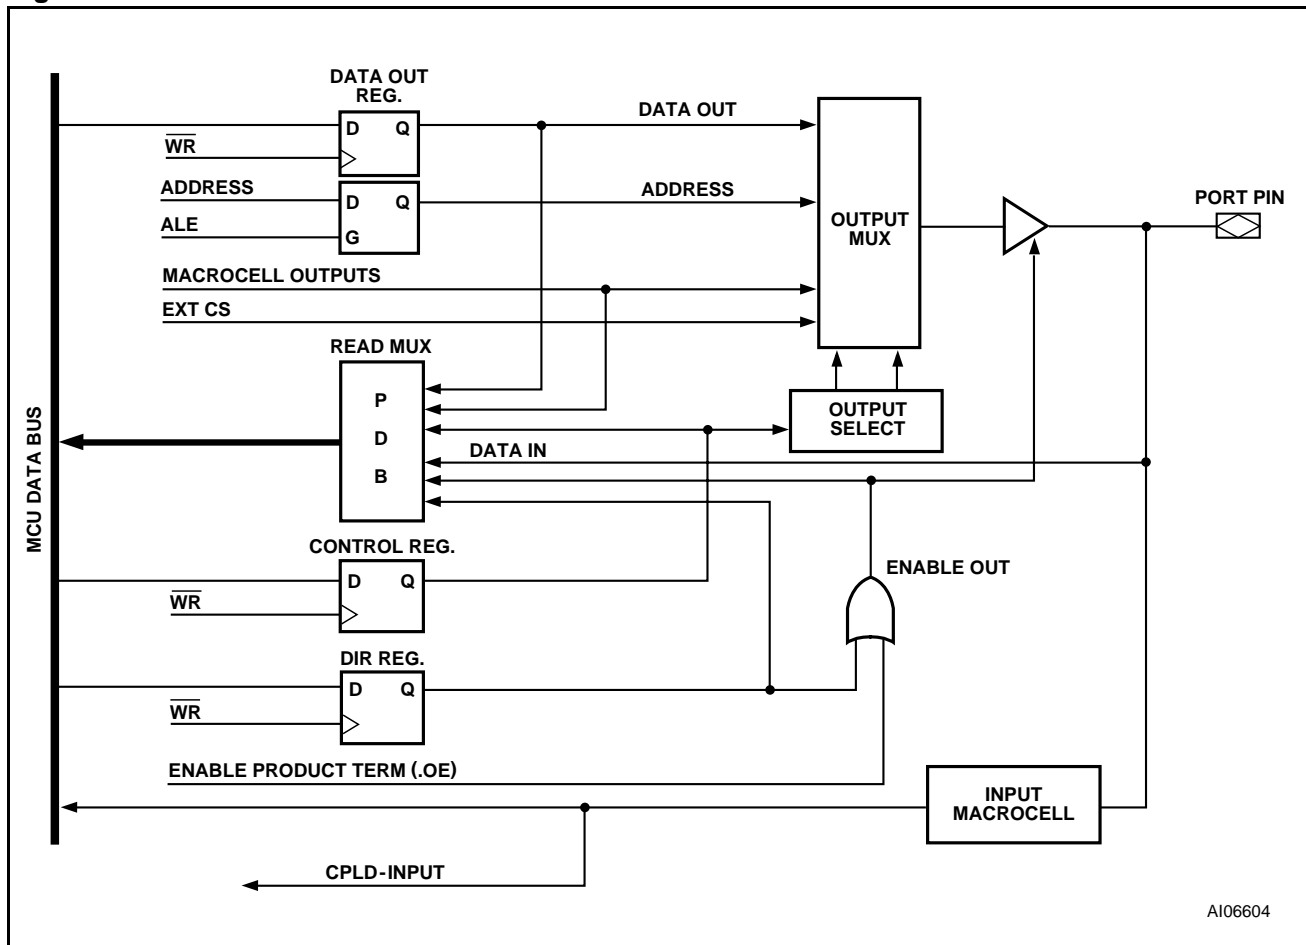 DATA OUT
REG.
D Q
DATA OUT
WR
ADDRESS
D Q
ADDRESS
ALE
G
OUTPUT
MUX
PORT PIN
MACROCELL OUTPUTS
EXT CS
READ MUX
P
D
B
OUTPUT
SELECT
DATA IN
MCU DATA BUS
CONTROL REG.
D Q
WR
ENABLE OUT
DIR REG.
D Q
WR
ENABLE PRODUCT TERM (.OE)
INPUT
MACROCELL
CPLD-INPUT
AI06604